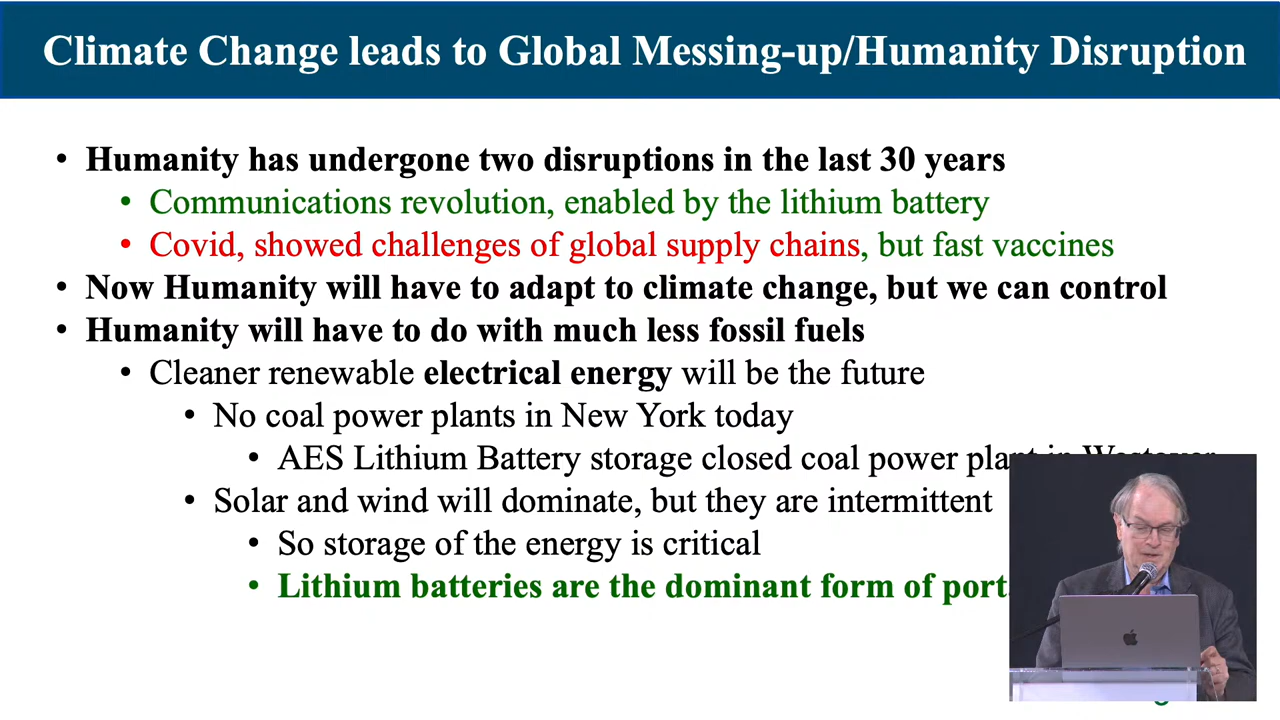 Climate Change leads to Global Messing-up/Humanity Disruption
• Humanity has undergone two disruptions in the last 30 years
• Communications revolution, enabled by the lithium battery
• Covid, showed challenges of global supply chains, but fast vaccines
• Now Humanity will have to adapt to climate change, but we can control
• Humanity will have to do with much less fossil fuels
• Cleaner renewable electrical energy will be the future
• No coal power plants in New York today
• AES Lithium Battery storage closed coal power plant in
• Solar and wind will dominate, but they are intermittent
• So storage of the energy is critical
• Lithium batteries are the dominant form of